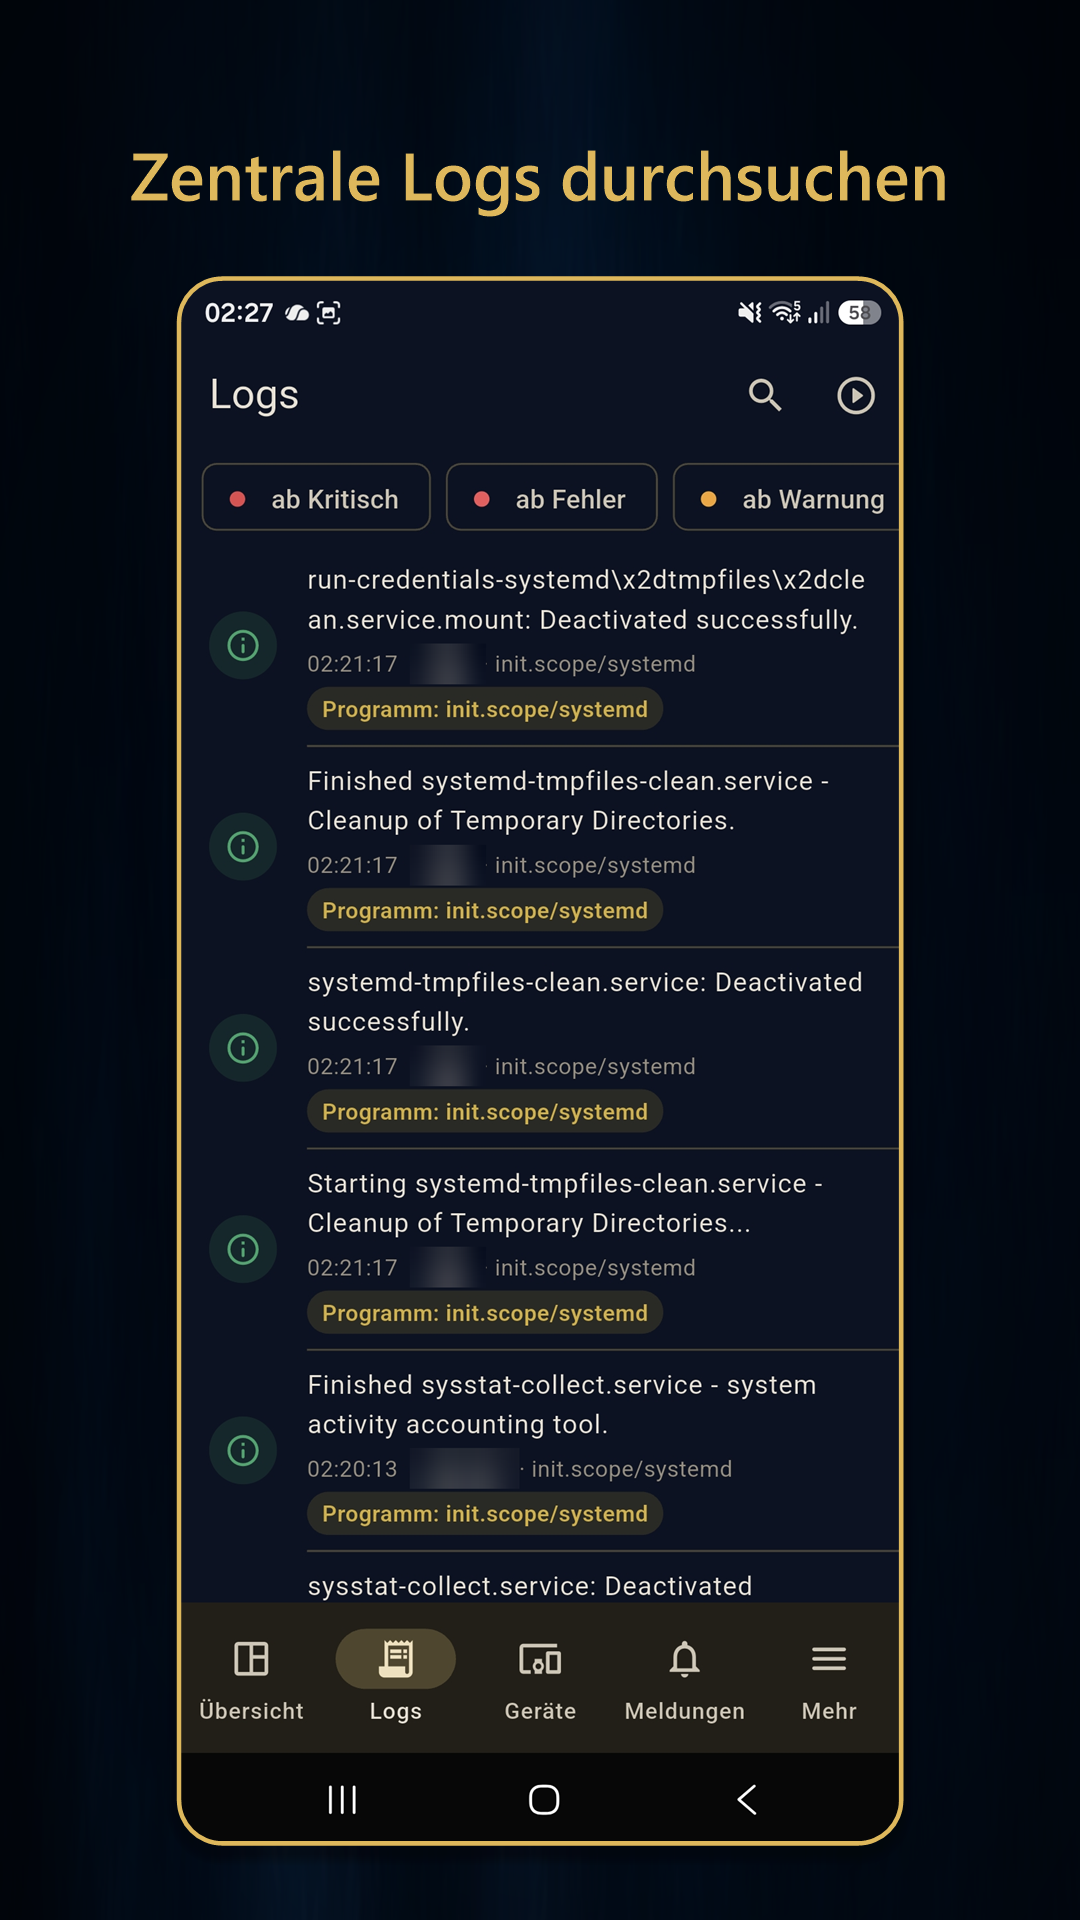 Zentrale Logs durchsuchen
02:27
5
58
Logs
ab Kritisch
ab Fehler
ab Warnung
run-credentials-systemd\x2dtmpfiles\x2dcle
an.service.mount: Deactivated successfully.
02:21:17 · init.scope/systemd
Programm: init.scope/systemd
Finished systemd-tmpfiles-clean.service -
Cleanup of Temporary Directories.
02:21:17 · init.scope/systemd
Programm: init.scope/systemd
systemd-tmpfiles-clean.service: Deactivated
successfully.
02:21:17 · init.scope/systemd
Programm: init.scope/systemd
Starting systemd-tmpfiles-clean.service -
Cleanup of Temporary Directories...
02:21:17 · init.scope/systemd
Programm: init.scope/systemd
Finished sysstat-collect.service - system
activity accounting tool.
02:20:13 · init.scope/systemd
Programm: init.scope/systemd
sysstat-collect.service: Deactivated
Übersicht
Logs
Geräte
Meldungen
Mehr